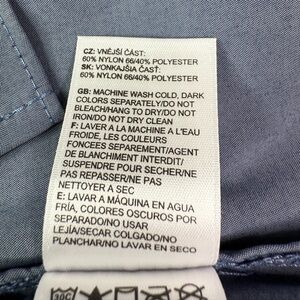 CZ: VNĚJŠÍ ČÁST:
60% NYLON 66/40% POLYESTER
SK: VONKAJŠIA ČASŤ:
60% NYLON 66/40% POLYESTER
GB: MACHINE WASH COLD, DARK
COLORS SEPARATELY/DO NOT
BLEACH/HANG TO DRY/DO NOT
IRON/DO NOT DRY CLEAN
F: LAVER A LA MACHINE A L'EAU
FROIDE, LES COULEURS
FONCEES SEPAREMENT/AGENT
DE BLANCHIMENT INTERDIT/
SUSPENDRE POUR SECHER/NE
PAS REPASSER/NE PAS
NETTOYER A SEC
E: LAVAR A MÁQUINA EN AGUA
FRÍA, COLORES OSCUROS POR
SEPARADO/NO USAR
LEJÍA/SECAR COLGADO/NO
PLANCHAR/NO LAVAR EN SECO
30C